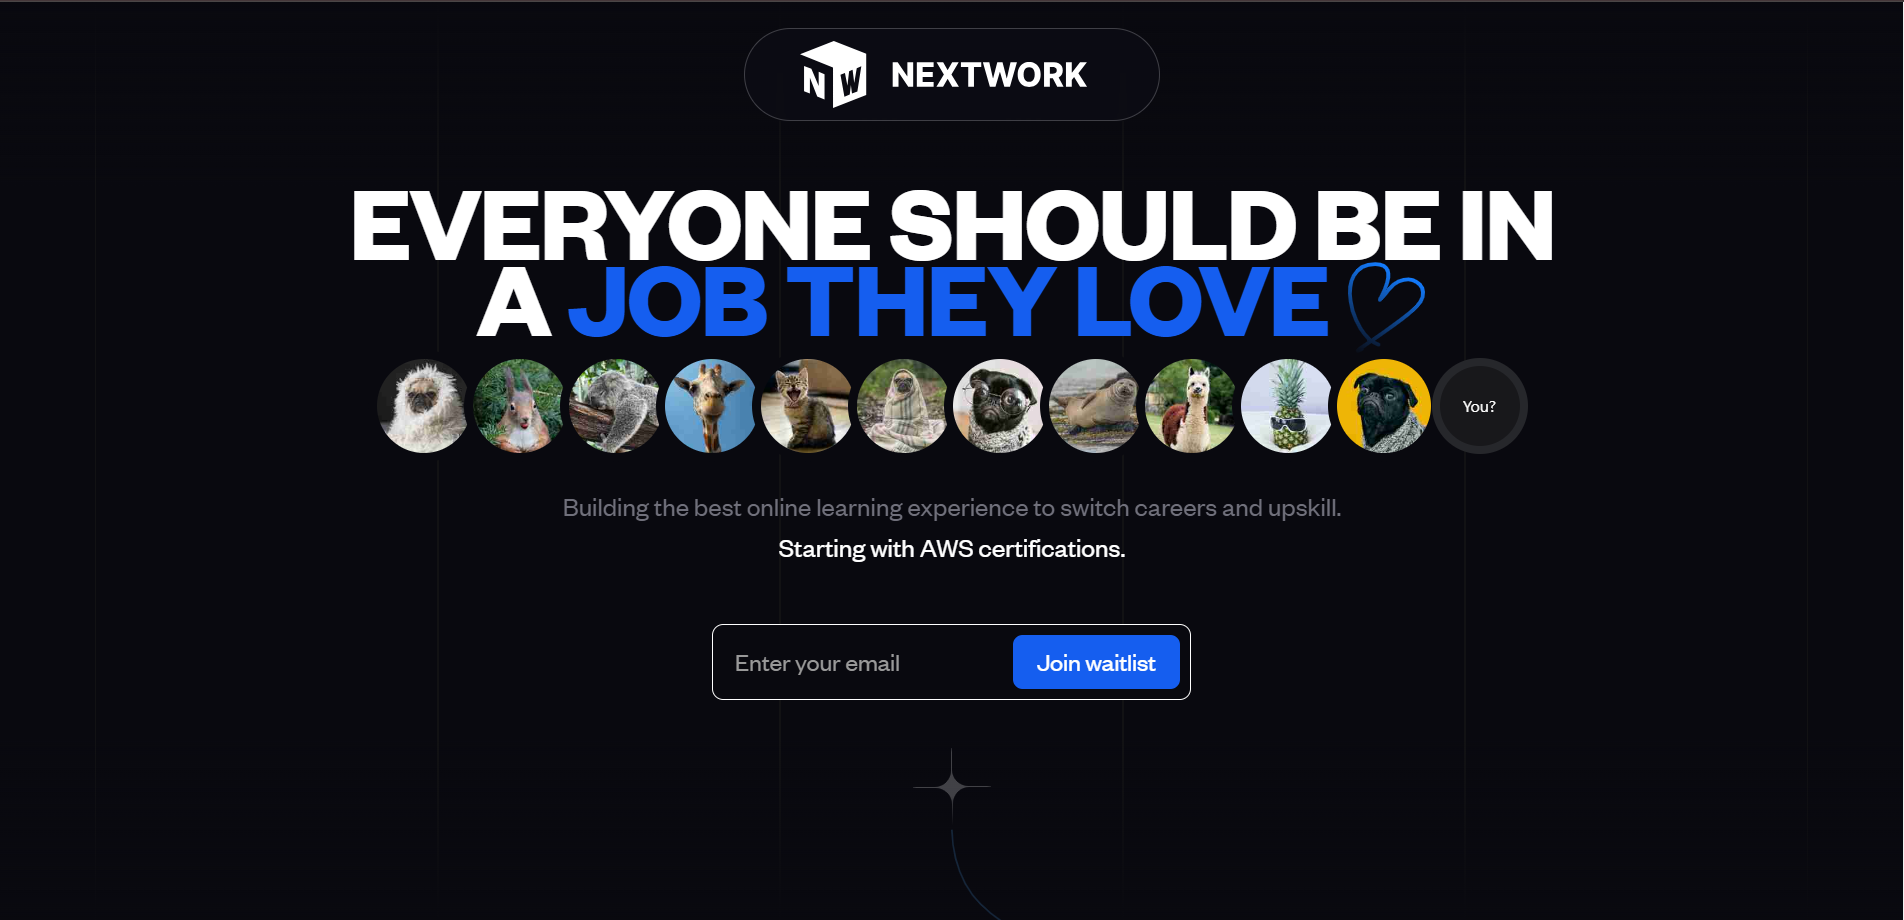 NW NEXTWORK
EVERYONE SHOULD BE IN
A JOB THEY LOVE
You?
Building the best online learning experience to switch careers and upskill.
Starting with AWS certifications.
Enter your email
Join waitlist